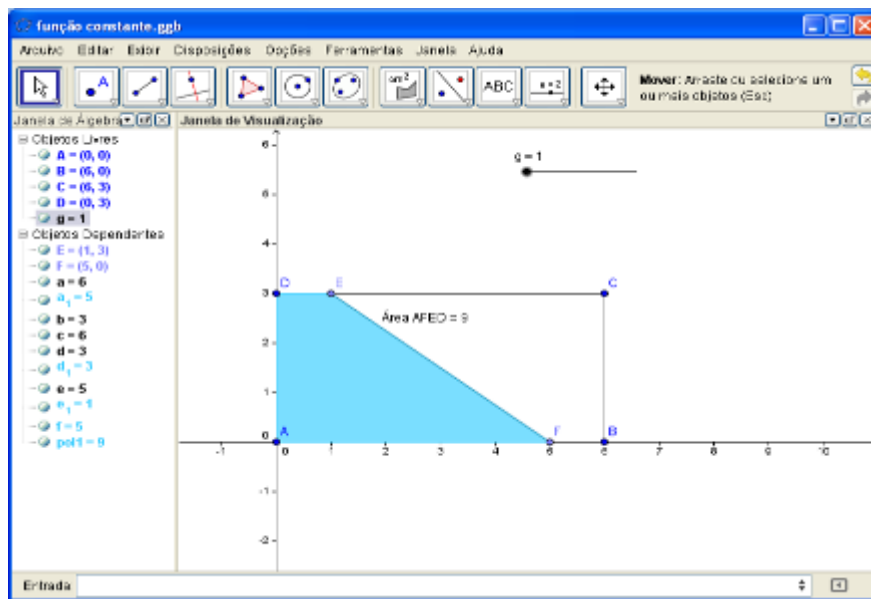 função constante.ggb
Arquivo Editar Exibir Disposições Opções Ferramentas Janela Ajuda
A
cm²
ABC
a=2
Mover: Arraste ou selecione um
ou mais objetos (Esc)
Janela de Álgebra
Janela de Visualização
Objetos Livres
A = (0, 0)
B = (6, 0)
C = (6, 3)
D = (0, 3)
g = 1
Objetos Dependentes
E = (1, 3)
F = (5, 0)
a = 6
a₁ = 5
b = 3
c = 6
d = 3
d₁ = 3
e = 5
e₁ = 1
f = 5
pol1 = 9
g = 1
6
5
4
3
2
1
0
-1
-2
D
E
C
Área AFED = 9
A
F
B
-1 0 1 2 3 4 5 6 7 8 9 10
Entrada